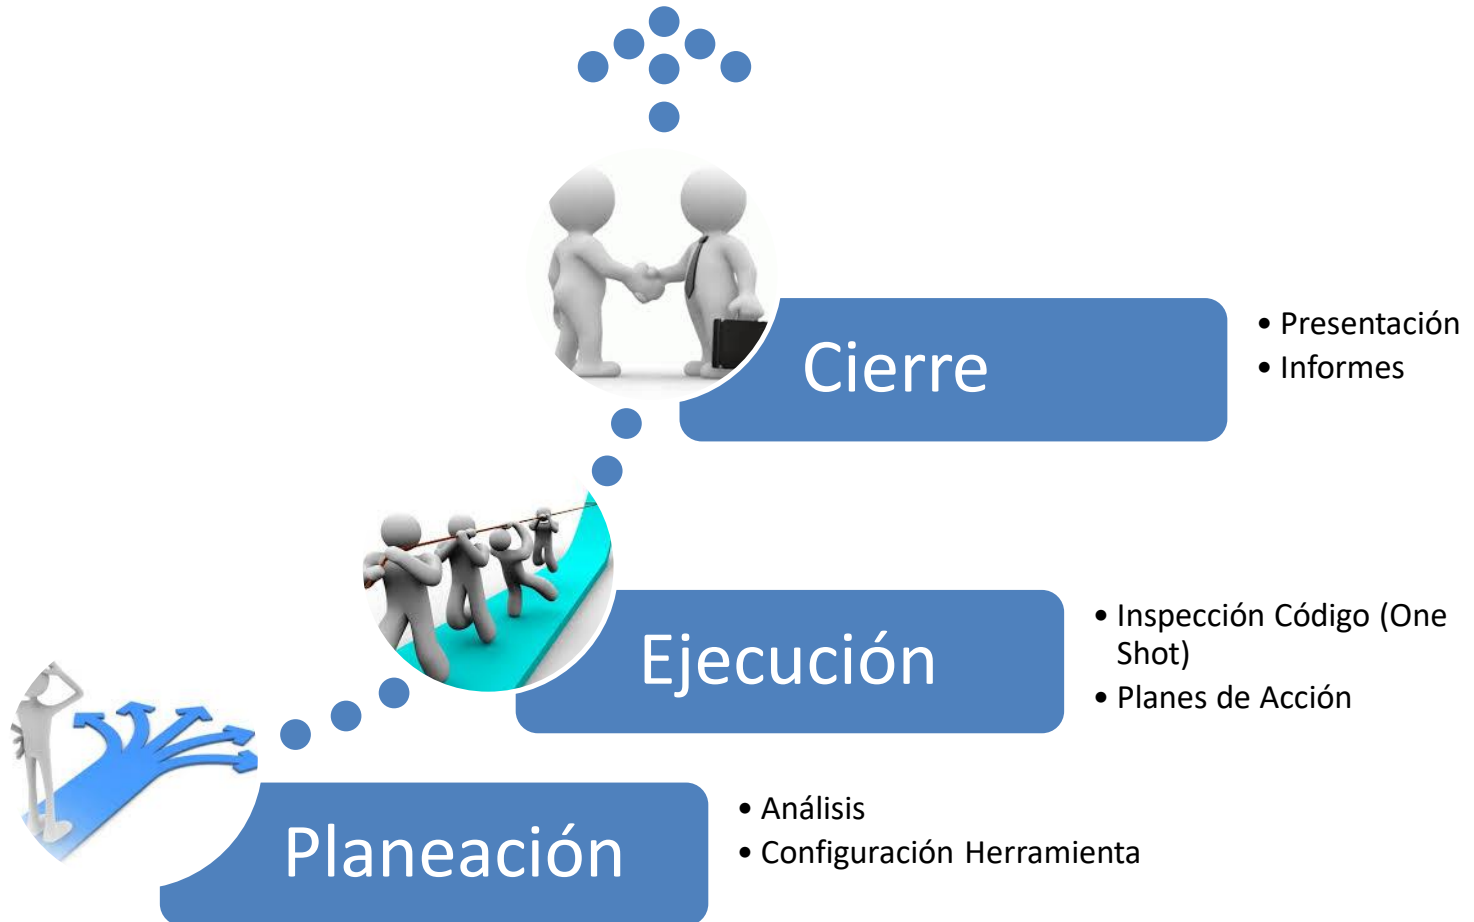 Cierre
• Presentación
• Informes
Ejecución
• Inspección Código (One
Shot)
• Planes de Acción
Planeación
• Análisis
• Configuración Herramienta